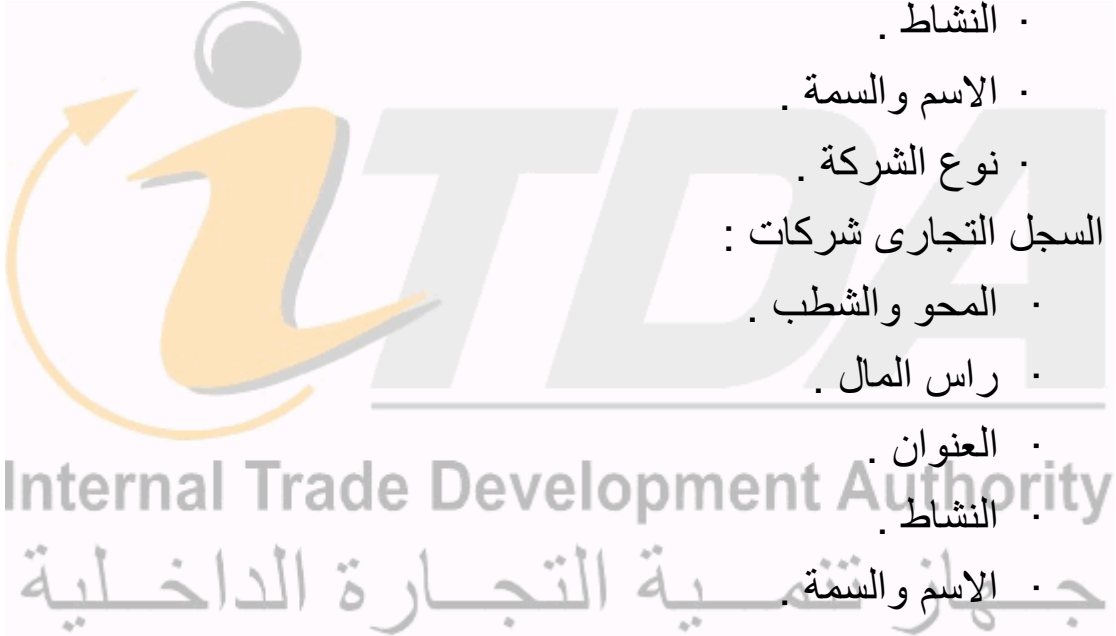 · النشاط .
· الاسم والسمة .
· نوع الشركة .
السجل التجارى شركات :
· المحو والشطب .
· راس المال .
· العنوان .
· النشاط .
· الاسم والسمة .
iTDA
Internal Trade Development Authority
جهاز تنمية التجارة الداخلية